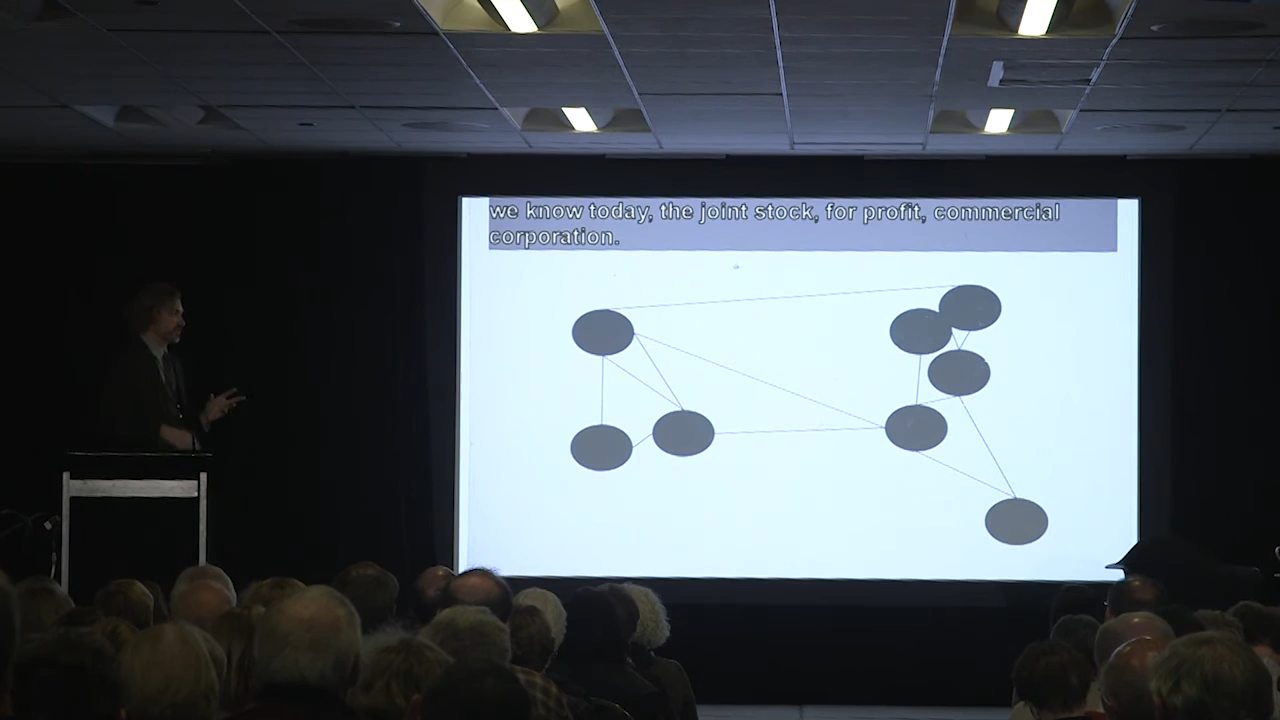 we know today, the joint stock, for profit, commercial
corporation.